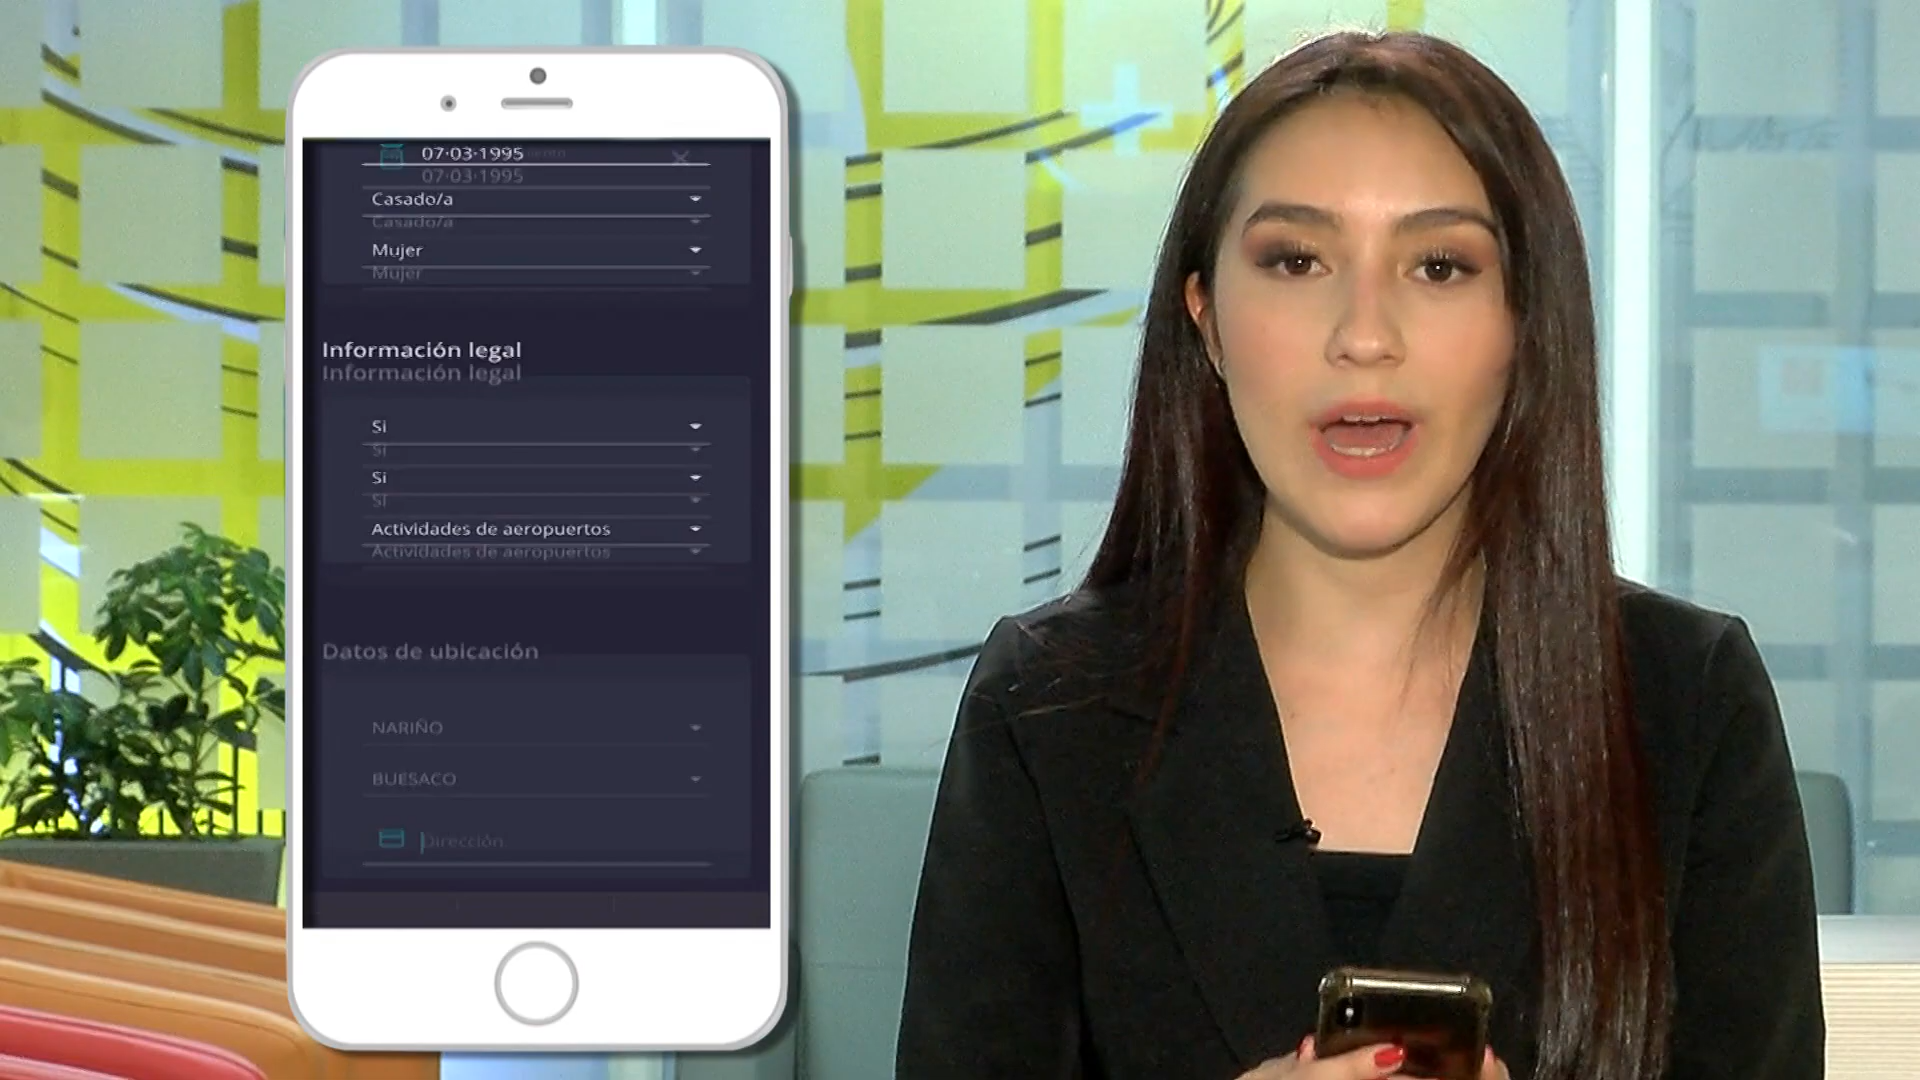 07-03-1995
07-03-1995
Casado/a
Casado/a
Mujer
Mujer
Información legal
Información legal
Si
Si
Si
Si
Actividades de aeropuertos
Actividades de aeropuertos
Datos de ubicación
NARIÑO
BUESACO
Dirección